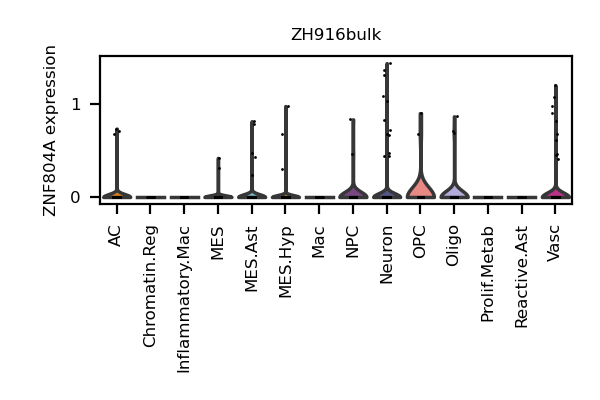 ZH916bulk
ZNF804A expression
1
0
AC
Chromatin.Reg
Inflammatory.Mac
MES
MES.Ast
MES.Hyp
Mac
NPC
Neuron
OPC
Oligo
Prolif.Metab
Reactive.Ast
Vasc